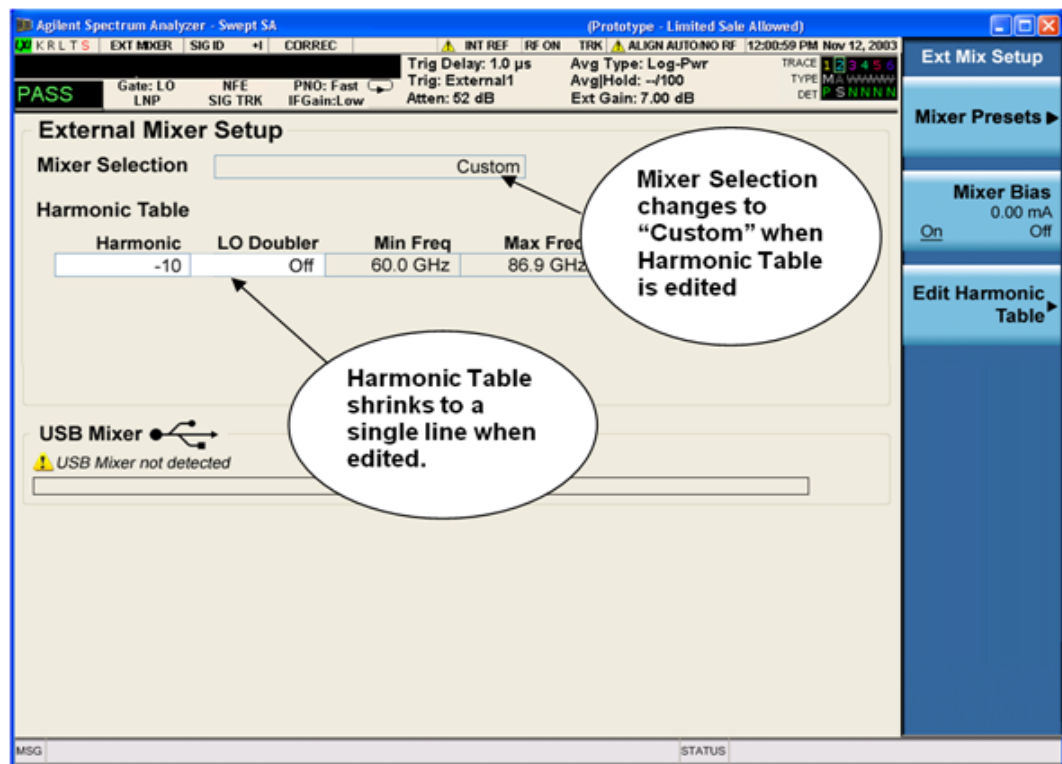 Agilent Spectrum Analyzer - Swept SA (Prototype - Limited Sale Allowed)
K R L T S EXT MIXER SIG ID +I CORREC INT REF RF ON TRK ALIGN AUTO/NO RF 12:00:59 PM Nov 12, 2003
Trig Delay: 1.0 µs Avg Type: Log-Pwr TRACE 1 2 3 4 5 6
PASS Gate: LO NFE PNO: Fast Trig: External1 Avg|Hold: --/100 TYPE M A
LNP SIG TRK IFGain:Low Atten: 52 dB Ext Gain: 7.00 dB DET P S N N N N
Ext Mix Setup
Mixer Presets
Mixer Bias
0.00 mA
On Off
Edit Harmonic
Table
External Mixer Setup
Mixer Selection Custom
Harmonic Table
Harmonic LO Doubler Min Freq Max Freq
-10 Off 60.0 GHz 86.9 GHz
Mixer Selection
changes to
“Custom” when
Harmonic Table
is edited
Harmonic Table
shrinks to a
single line when
edited.
USB Mixer
USB Mixer not detected
MSG STATUS